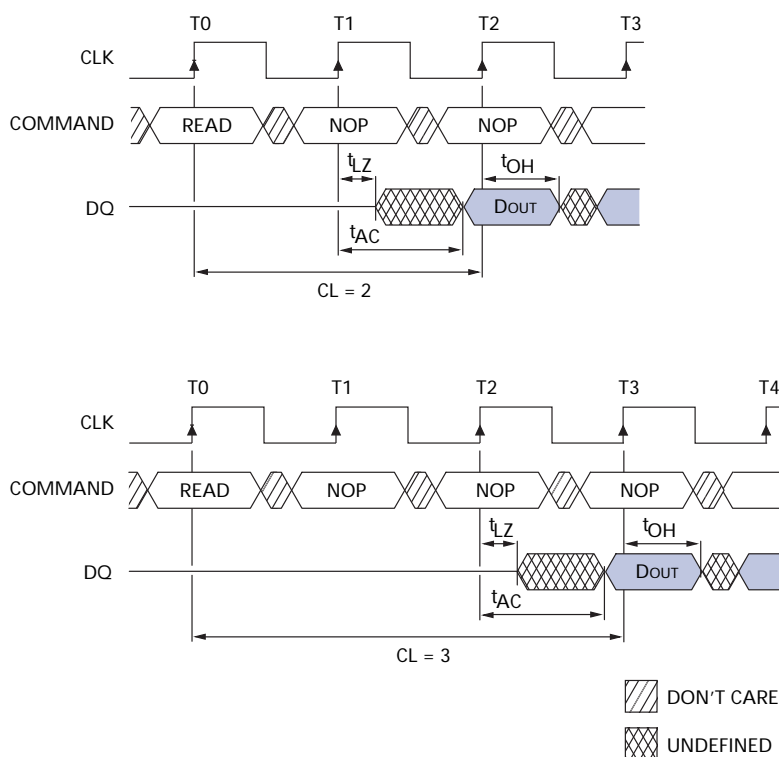 T0 T1 T2 T3
CLK
COMMAND READ NOP NOP
tLZ tOH
DQ DOUT
tAC
CL = 2
T0 T1 T2 T3 T4
CLK
COMMAND READ NOP NOP NOP
tLZ tOH
DQ DOUT
tAC
CL = 3
DON'T CARE
UNDEFINED